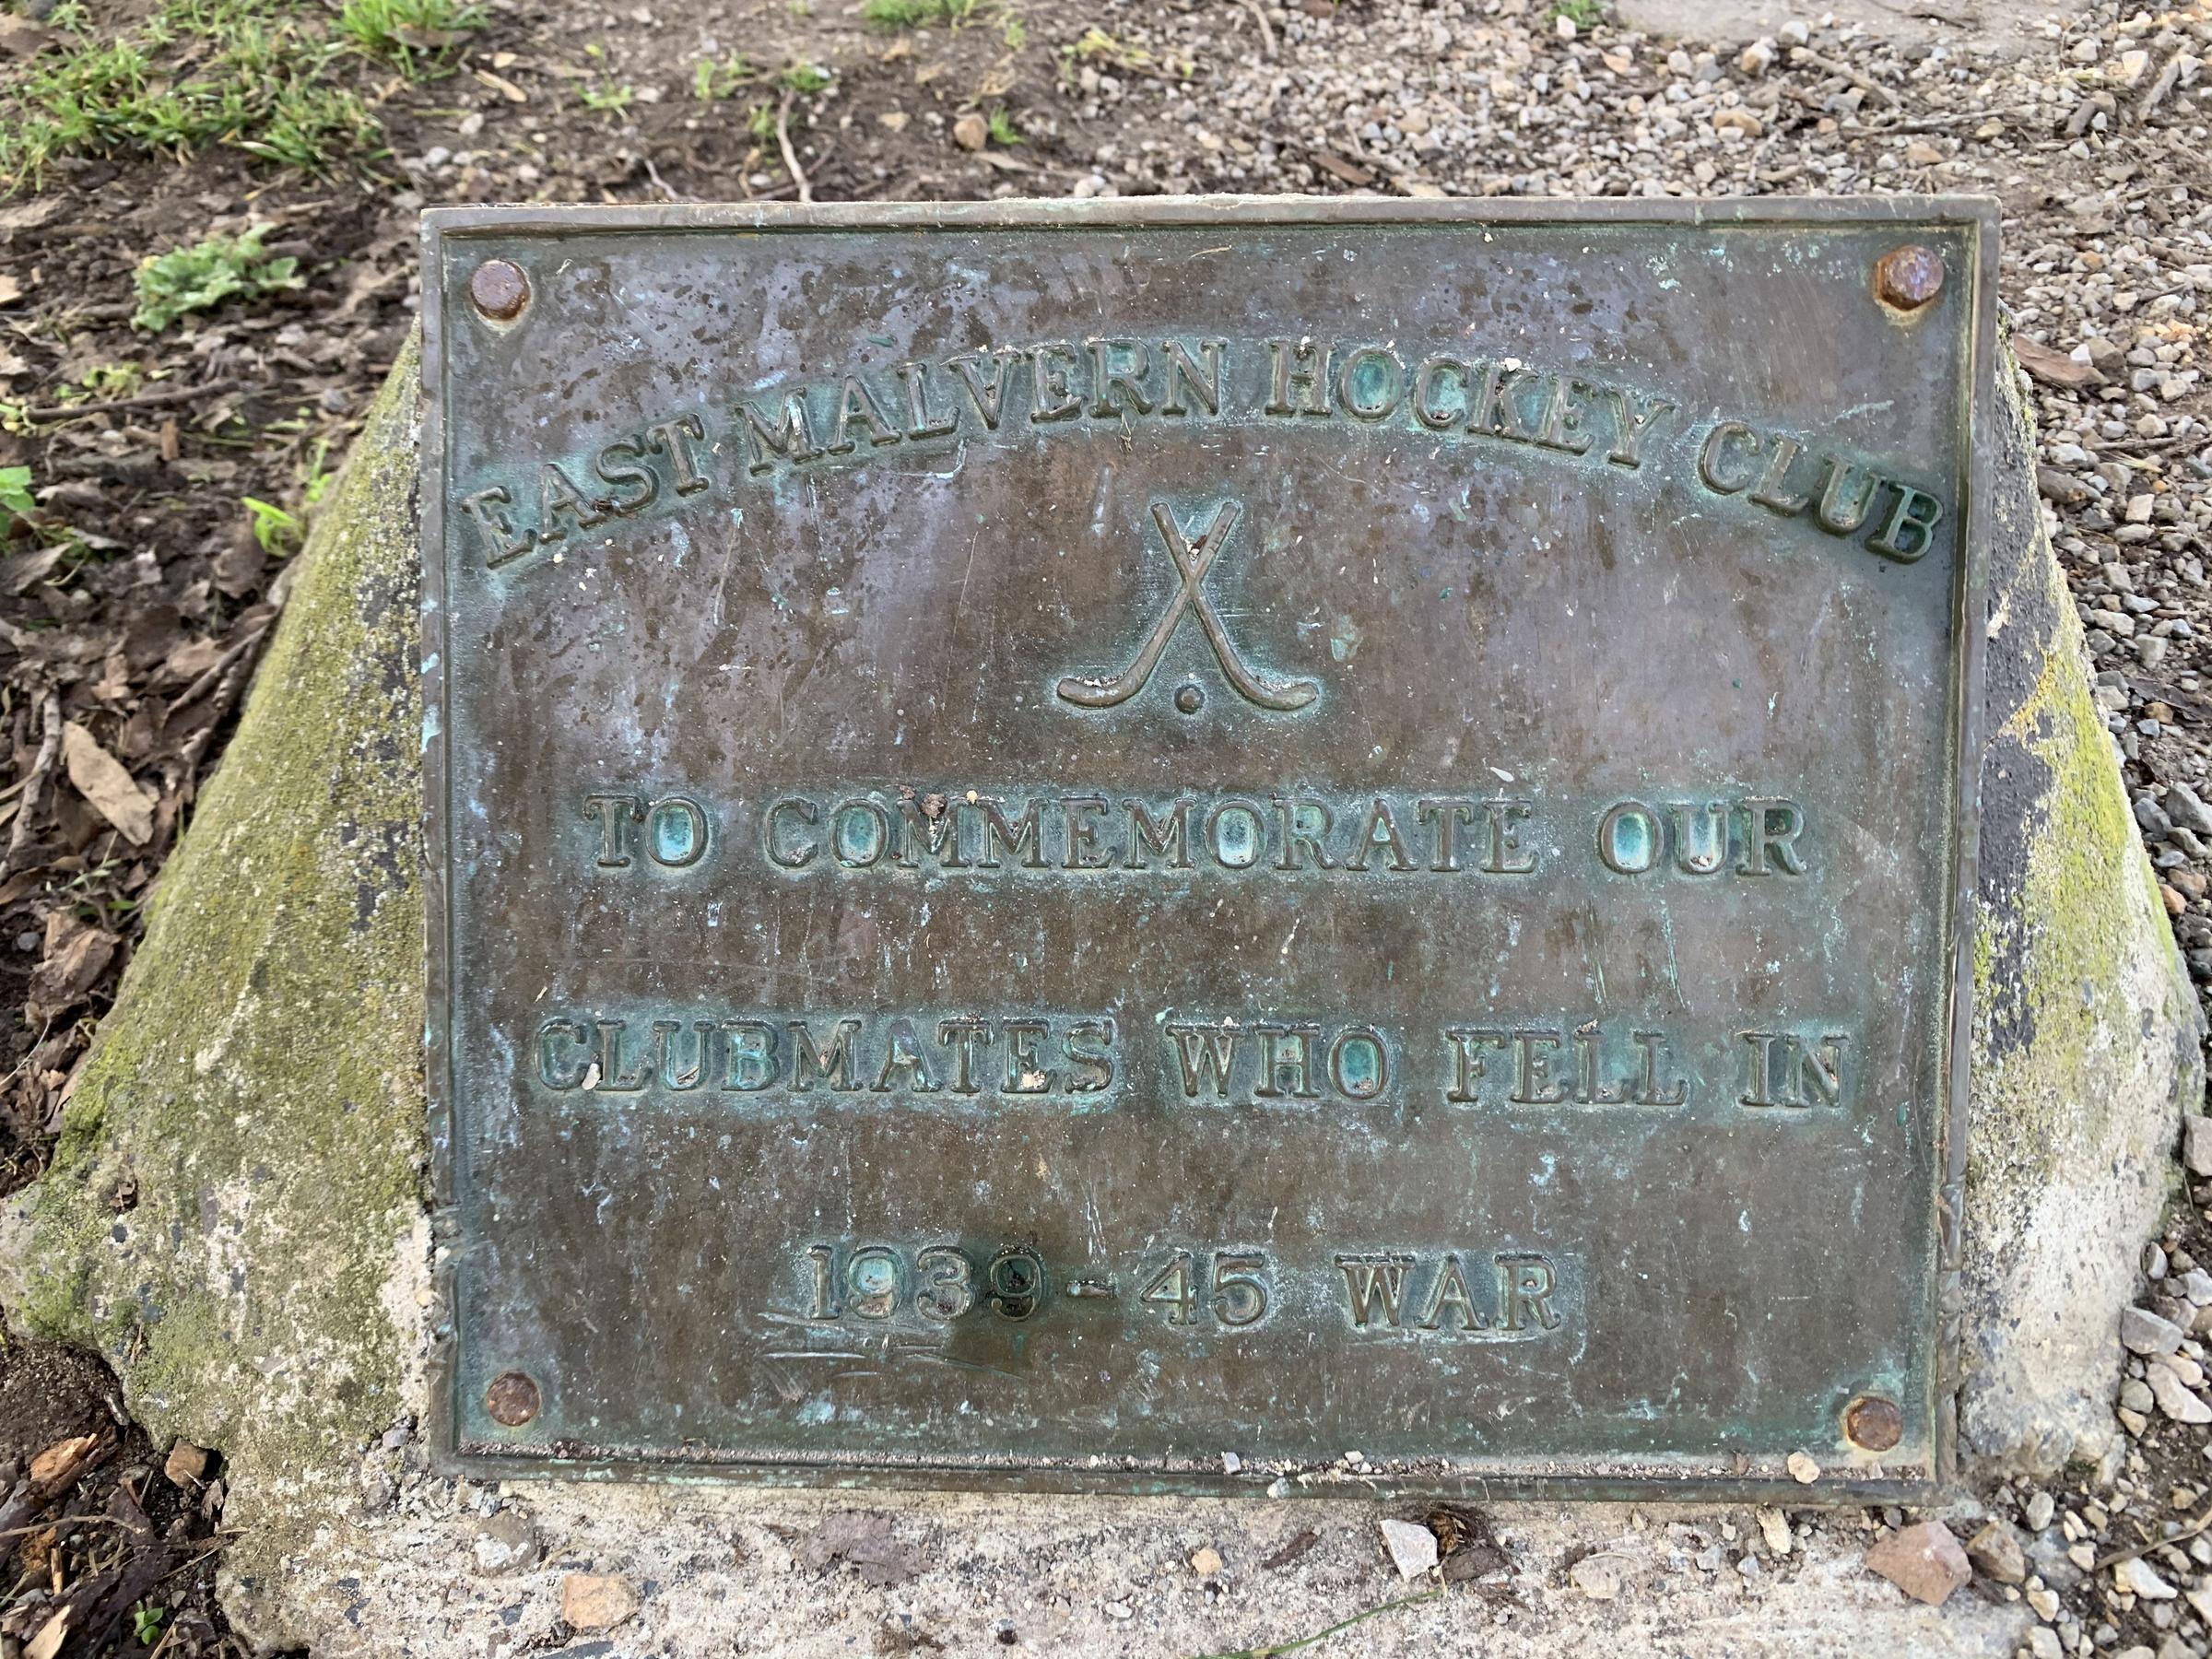 EAST MALVERN HOCKEY CLUB
TO COMMEMORATE OUR
CLUBMATES WHO FELL IN
1939-45 WAR